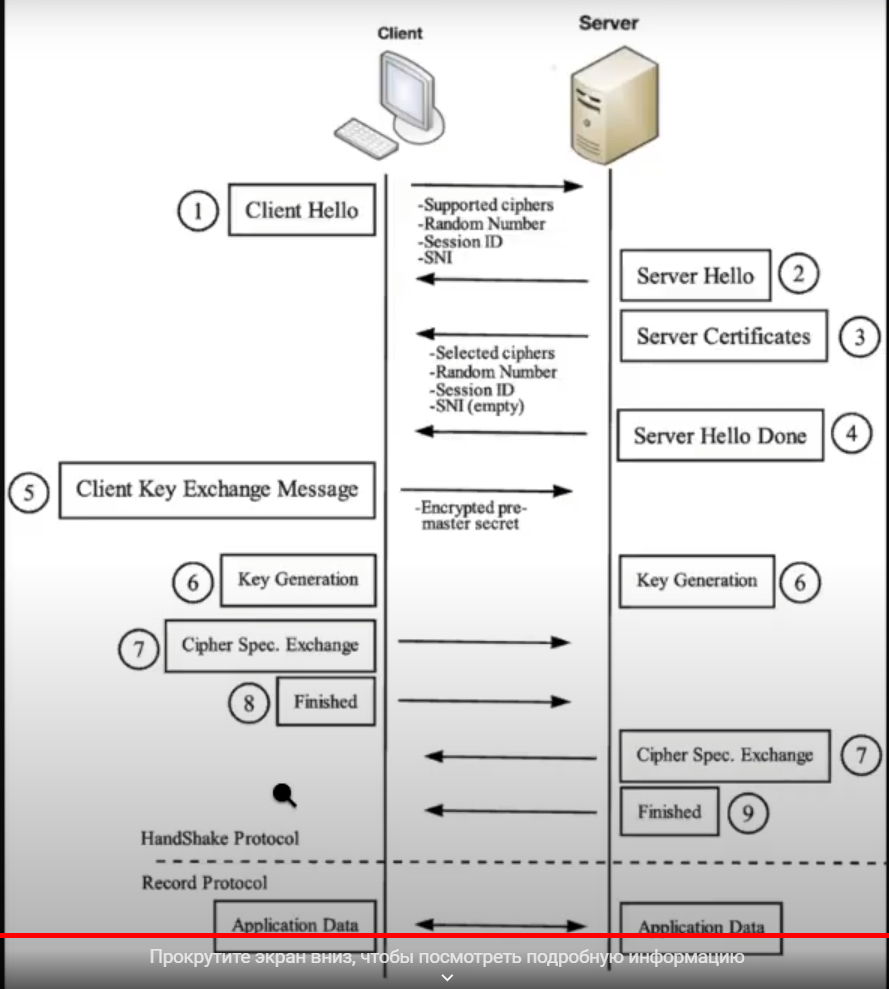 Client
Server
1
Client Hello
-Supported ciphers
-Random Number
-Session ID
-SNI
Server Hello
2
Server Certificates
3
-Selected ciphers
-Random Number
-Session ID
-SNI (empty)
Server Hello Done
4
5
Client Key Exchange Message
-Encrypted pre-
master secret
6
Key Generation
Key Generation
6
7
Cipher Spec. Exchange
8
Finished
Cipher Spec. Exchange
7
Finished
9
HandShake Protocol
Record Protocol
Application Data
Application Data
Прокрутите экран вниз, чтобы посмотреть подробную информацию